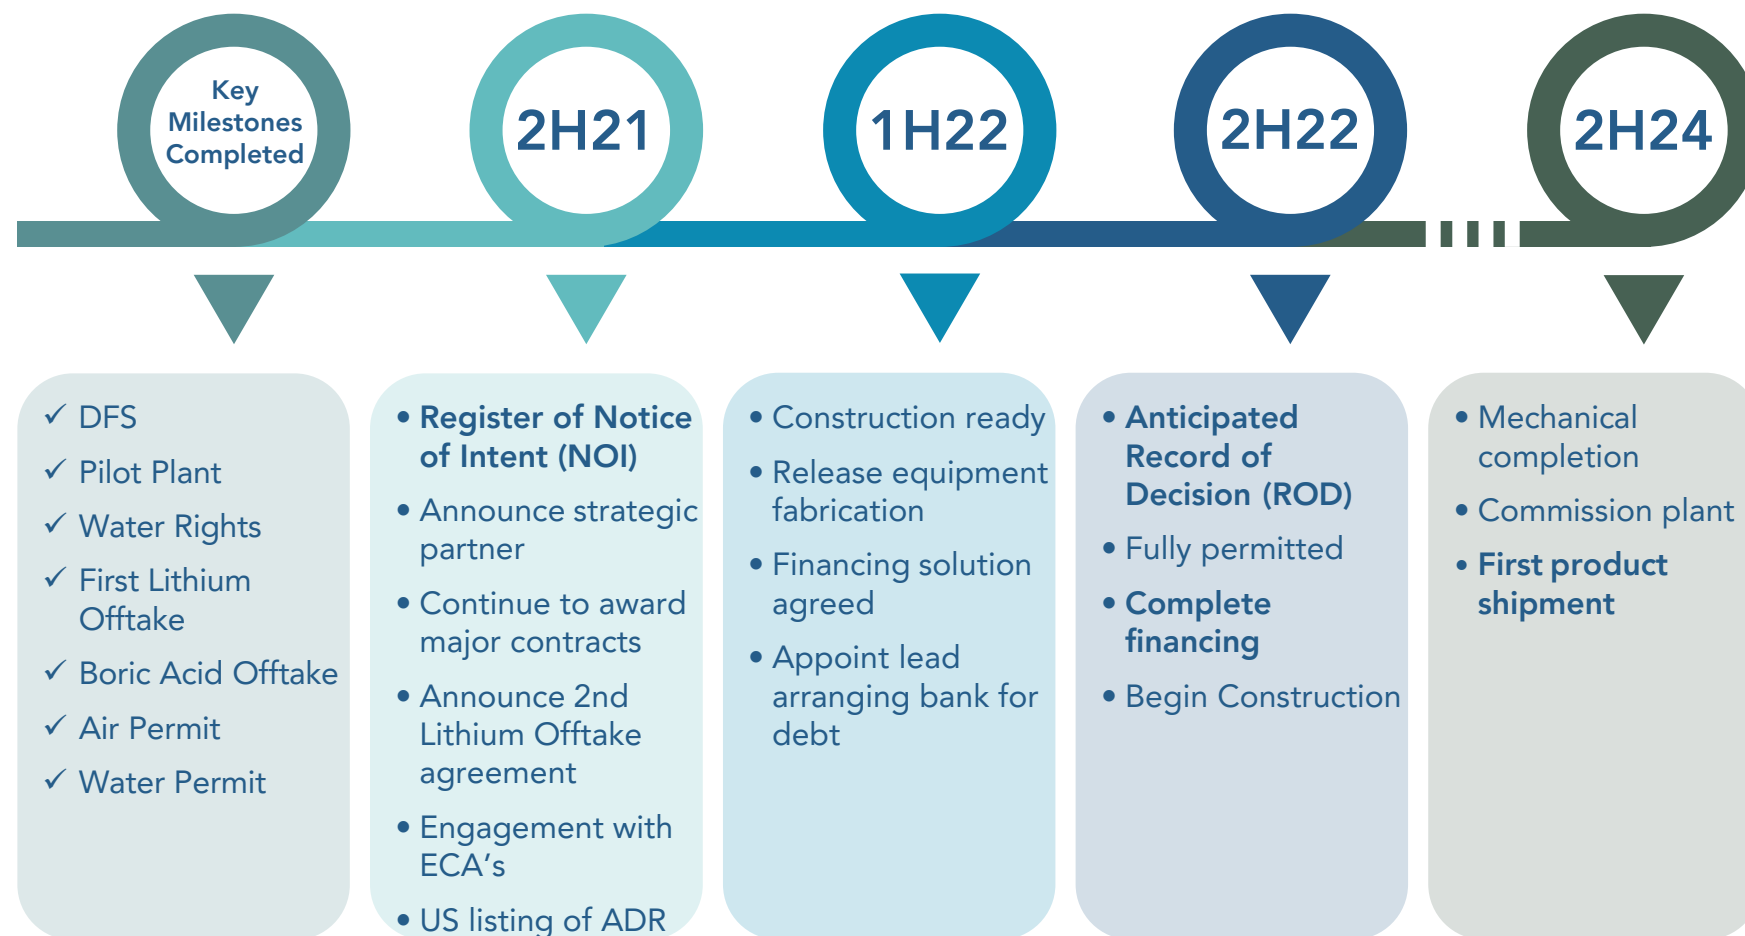 Key
Milestones
Completed
2H21
1H22
2H22
2H24
✓ DFS
✓ Pilot Plant
✓ Water Rights
✓ First Lithium
Offtake
✓ Boric Acid Offtake
✓ Air Permit
✓ Water Permit
• Register of Notice
of Intent (NOI)
• Announce strategic
partner
• Continue to award
major contracts
• Announce 2nd
Lithium Offtake
agreement
• Engagement with
ECA’s
• US listing of ADR
• Construction ready
• Release equipment
fabrication
• Financing solution
agreed
• Appoint lead
arranging bank for
debt
• Anticipated
Record of
Decision (ROD)
• Fully permitted
• Complete
financing
• Begin Construction
• Mechanical
completion
• Commission plant
• First product
shipment